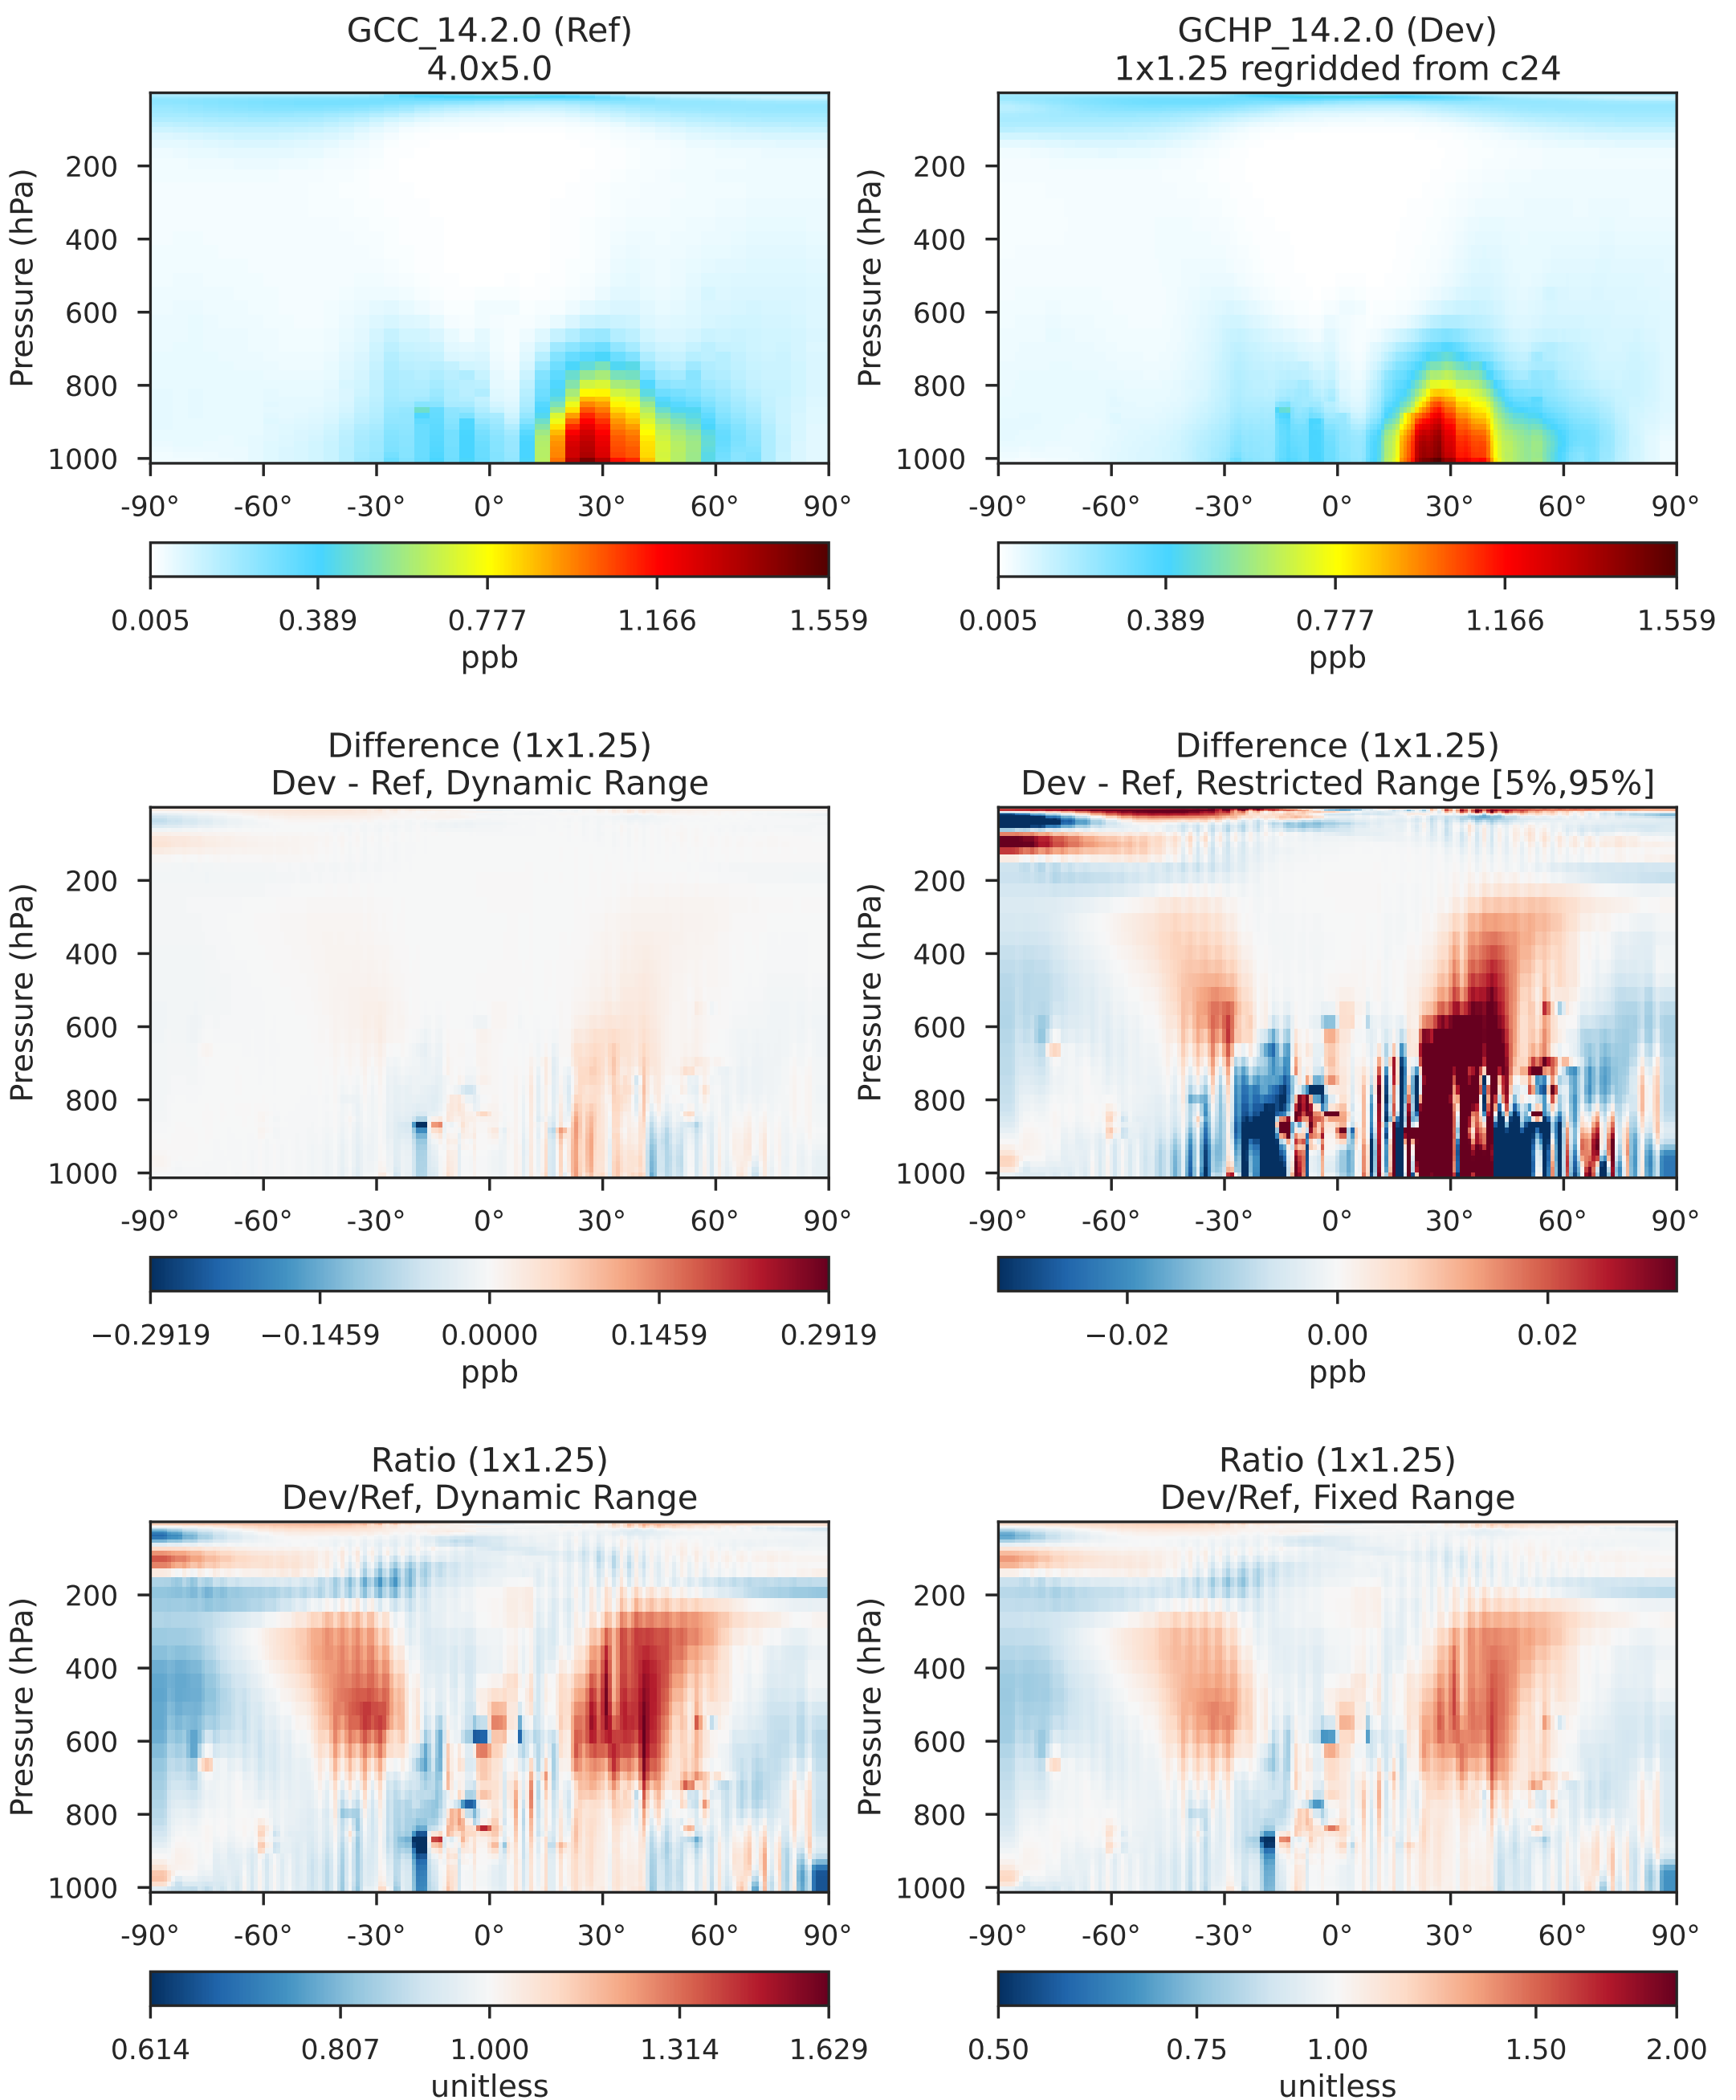 GCC_14.2.0 (Ref)
4.0x5.0
Pressure (hPa)
200
400
600
800
1000
-90° -60° -30° 0° 30° 60° 90°
0.005 0.389 0.777 1.166 1.559
ppb
GCHP_14.2.0 (Dev)
1x1.25 regridded from c24
Pressure (hPa)
200
400
600
800
1000
-90° -60° -30° 0° 30° 60° 90°
0.005 0.389 0.777 1.166 1.559
ppb
Difference (1x1.25)
Dev - Ref, Dynamic Range
Pressure (hPa)
200
400
600
800
1000
-90° -60° -30° 0° 30° 60° 90°
−0.2919 −0.1459 0.0000 0.1459 0.2919
ppb
Difference (1x1.25)
Dev - Ref, Restricted Range [5%,95%]
Pressure (hPa)
200
400
600
800
1000
-90° -60° -30° 0° 30° 60° 90°
−0.02 0.00 0.02
ppb
Ratio (1x1.25)
Dev/Ref, Dynamic Range
Pressure (hPa)
200
400
600
800
1000
-90° -60° -30° 0° 30° 60° 90°
0.614 0.807 1.000 1.314 1.629
unitless
Ratio (1x1.25)
Dev/Ref, Fixed Range
Pressure (hPa)
200
400
600
800
1000
-90° -60° -30° 0° 30° 60° 90°
0.50 0.75 1.00 1.50 2.00
unitless